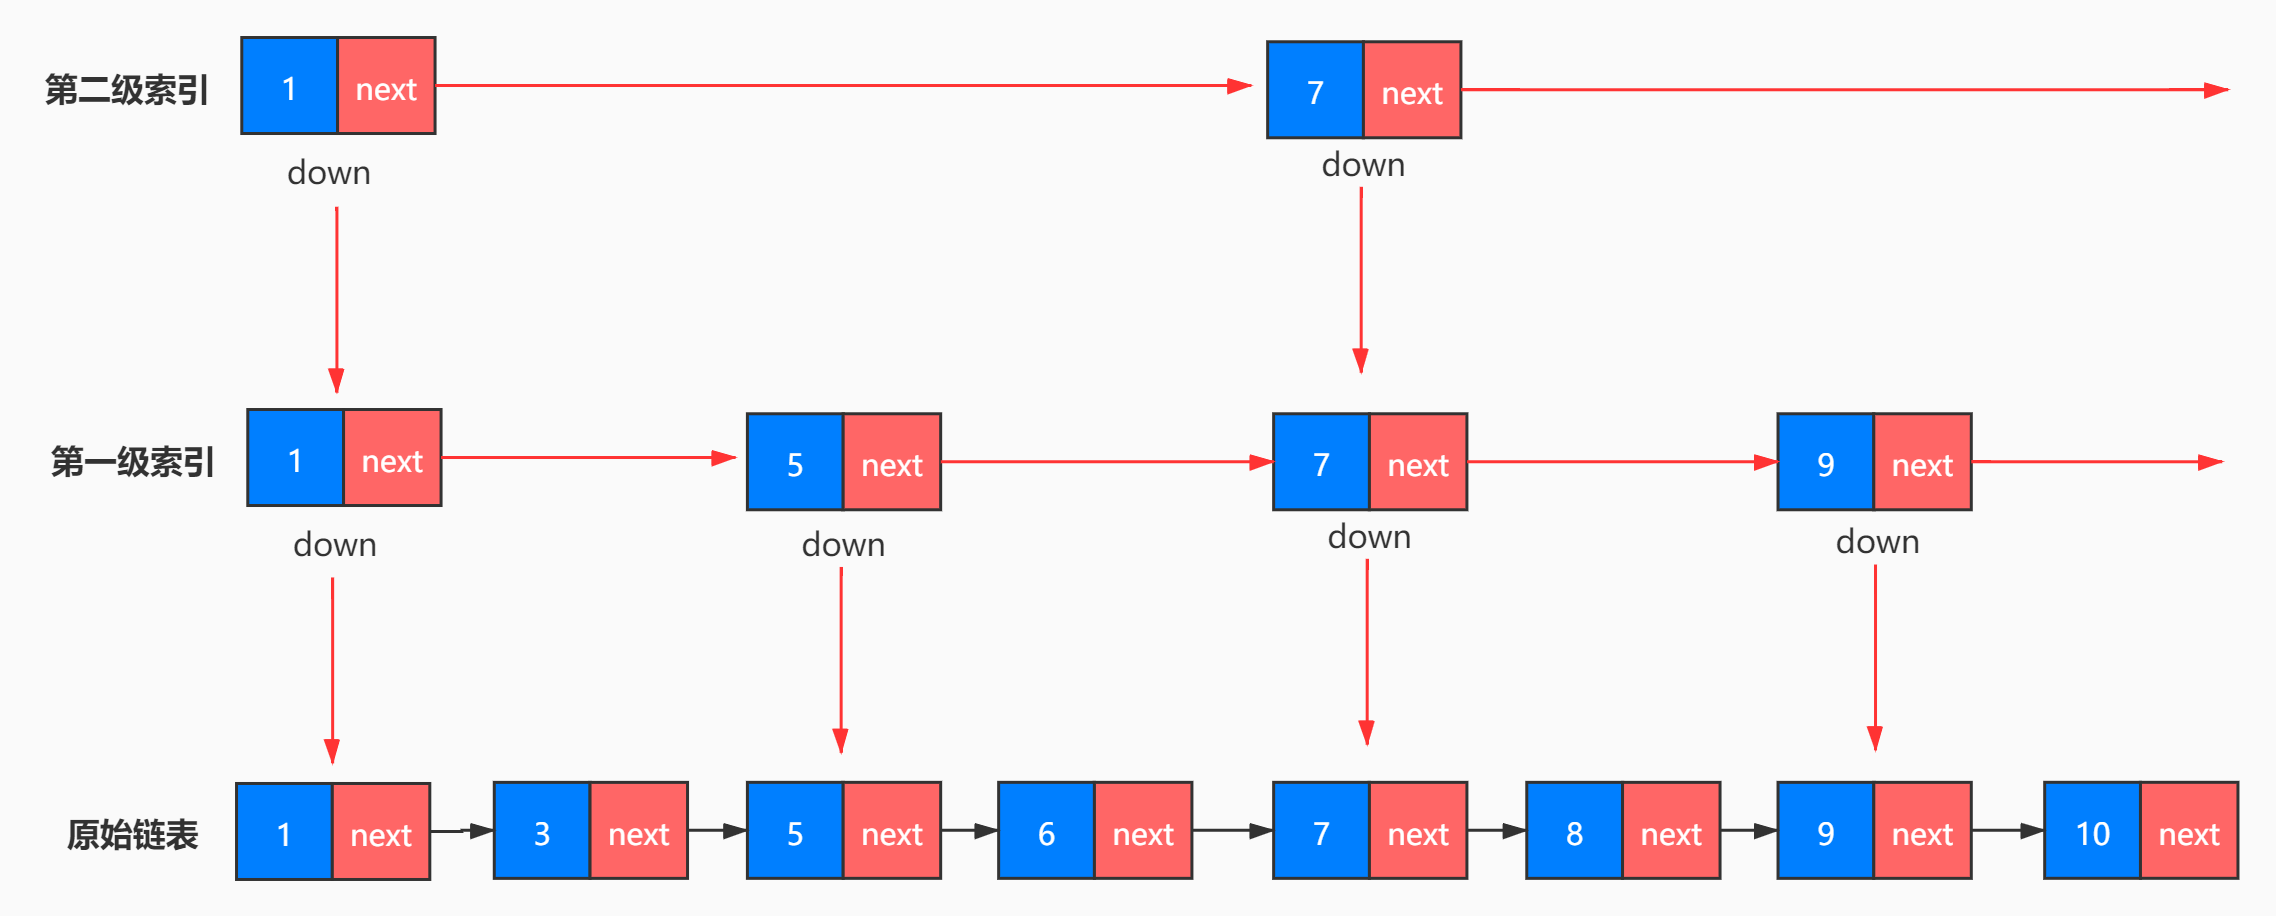 第二级索引 1 next 7 next
down down
第一级索引 1 next 5 next 7 next 9 next
down down down down
原始链表 1 next 3 next 5 next 6 next 7 next 8 next 9 next 10 next